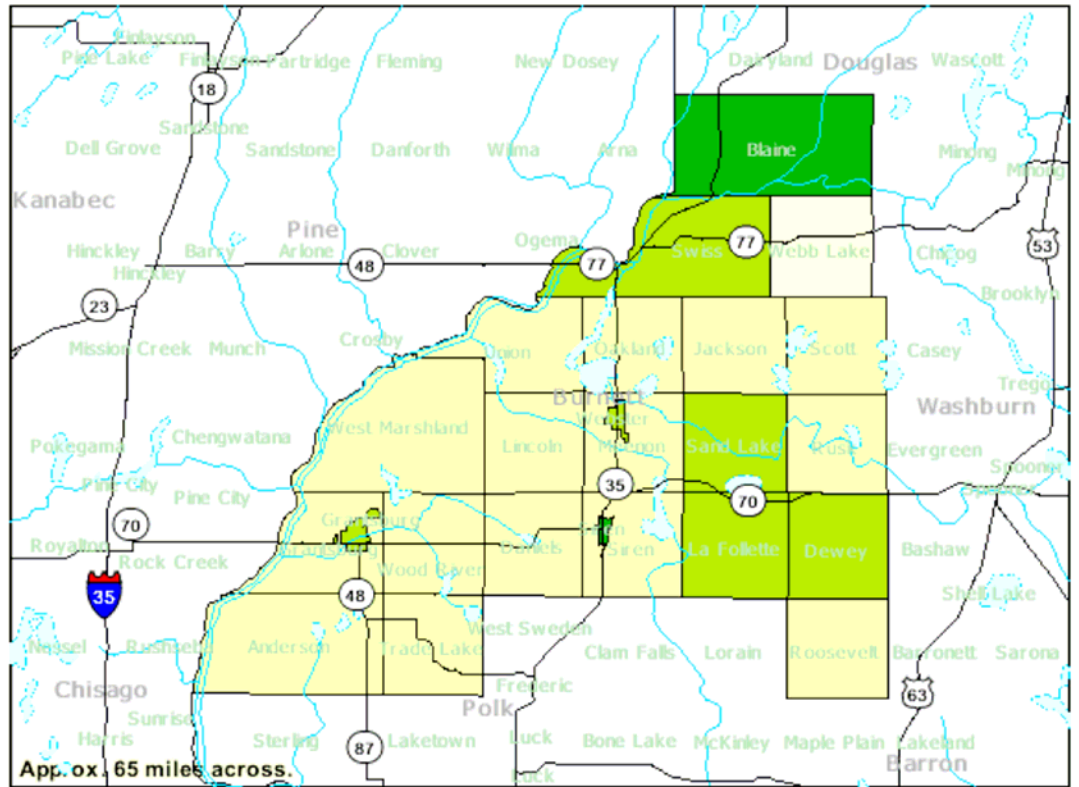 Finlayson
Pine Lake Finlayson Partridge Fleming New Dosey Dairyland Douglas Wascott
18
Sandstone
Dell Grove Sandstone Danforth Wilma Arna Blaine Minong
Minong
Kanabec
Pine
Ogema
Hinckley Barry Arlone Clover Swiss 77 Webb Lake Chicog 53
Hinckley 48 77
Brooklyn
23
Crosby
Mission Creek Munch Union Oakland Jackson Scott Casey
Trego
Burnett Washburn
Webster
West Marshland
Chengwatana
Pokegama Lincoln Meenon Sand Lake Rusk Evergreen
Spooner
Pine City 35 Spooner
Pine City 70
Grantsburg
70 Siren
Royalton Grantsburg Daniels Siren La Follette Dewey Bashaw
Rock Creek Wood River
35 48 Shell Lake
West Sweden
Nessel Rushseba Anderson Trade Lake Clam Falls Lorain Roosevelt Barronett Sarona
Frederic
Chisago Polk 63
Sunrise
Harris Sterling 87 Laketown Luck Bone Lake McKinley Maple Plain Lakeland
Barron
Approx. 65 miles across.
Luck